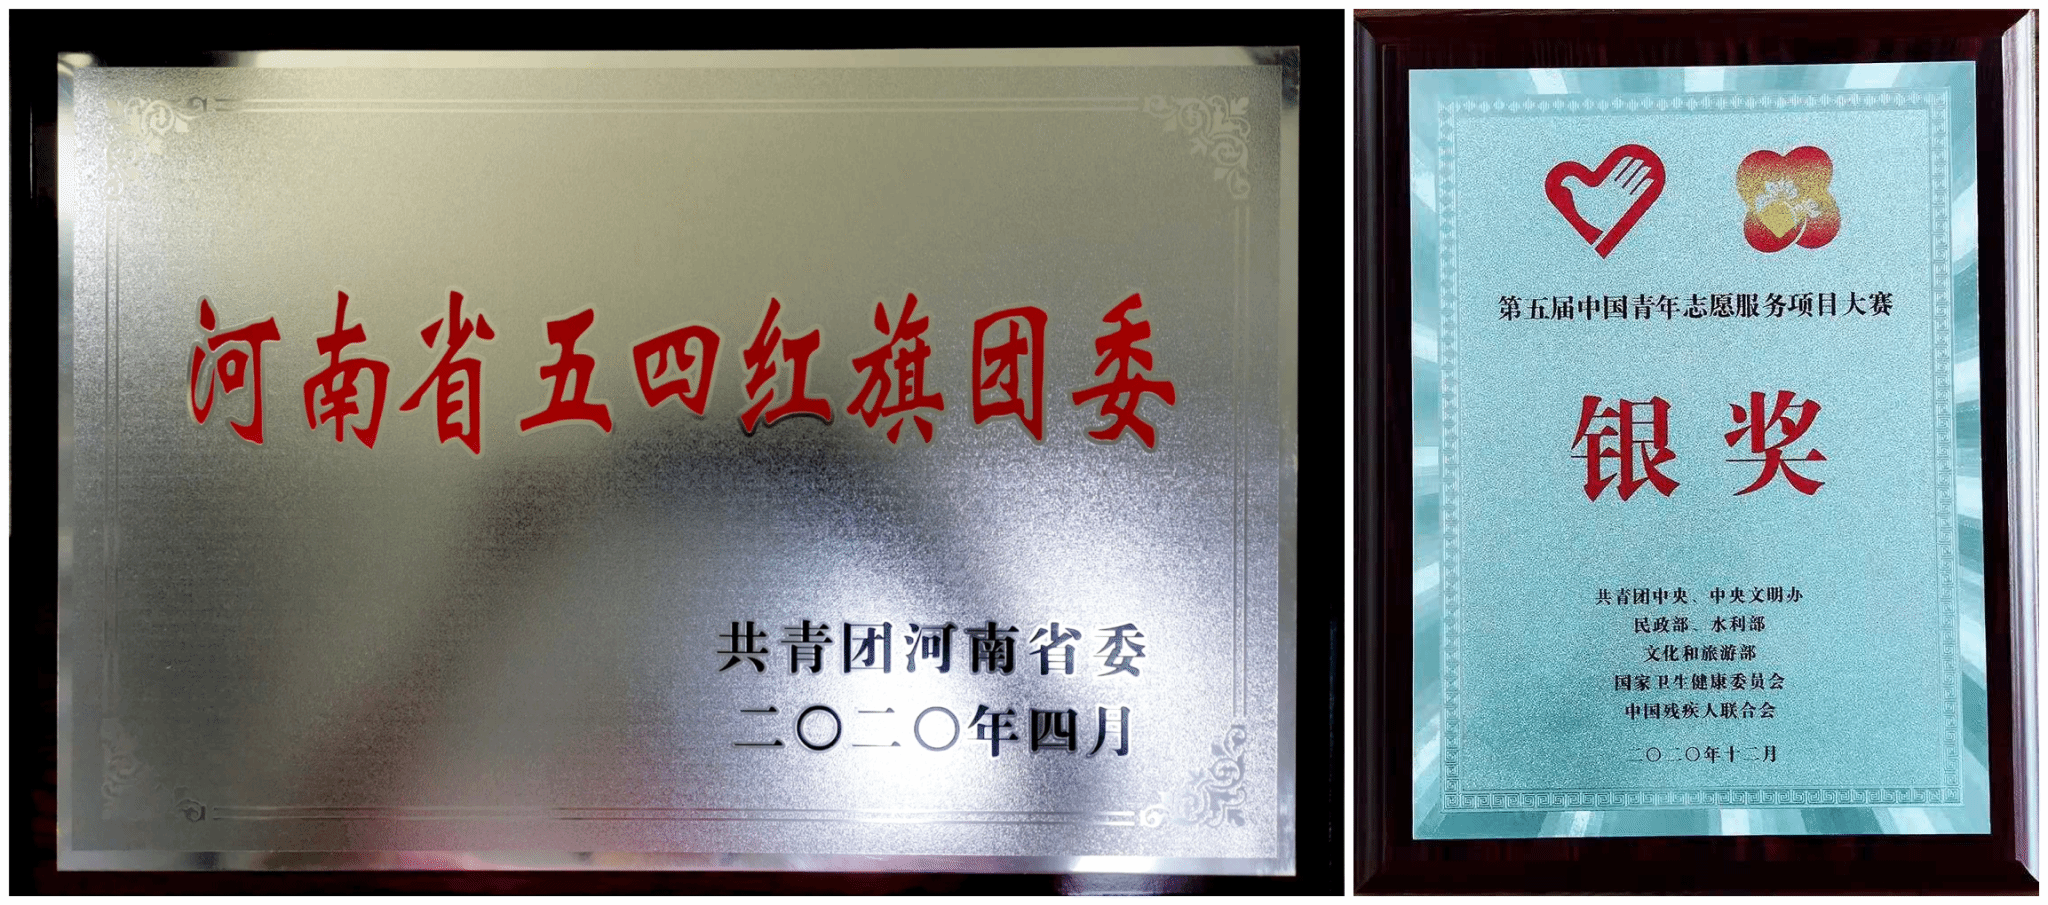 河南省五四红旗团委
共青团河南省委
二〇二〇年四月
第五届中国青年志愿服务项目大赛
银奖
共青团中央、中央文明办
民政部、水利部
文化和旅游部
国家卫生健康委员会
中国残疾人联合会
二〇二〇年十二月